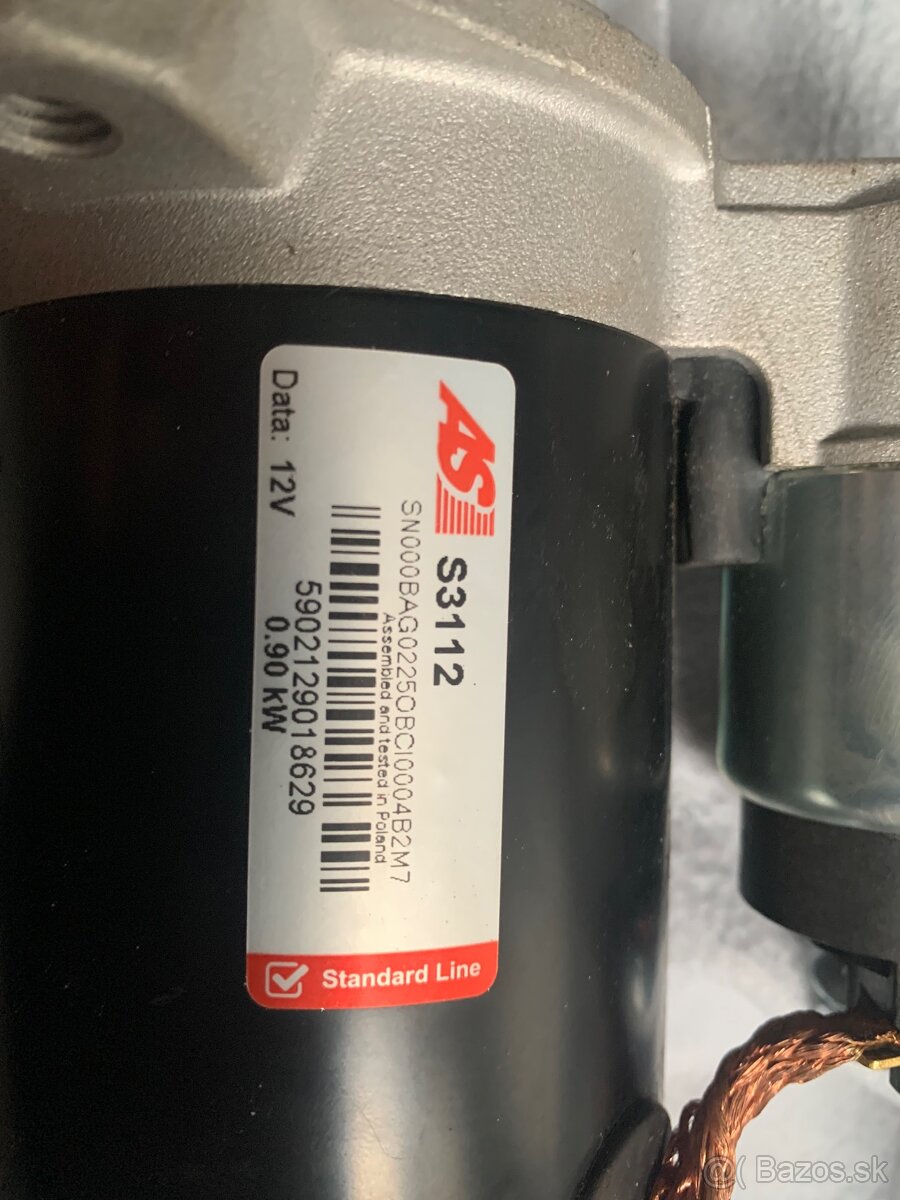 AS S3112
SN000BAG0225OBCI0004B2M7
Assembled and tested in Poland
5902129018629
Data: 12V 0.90 kW
Standard Line
@( Bazos.sk